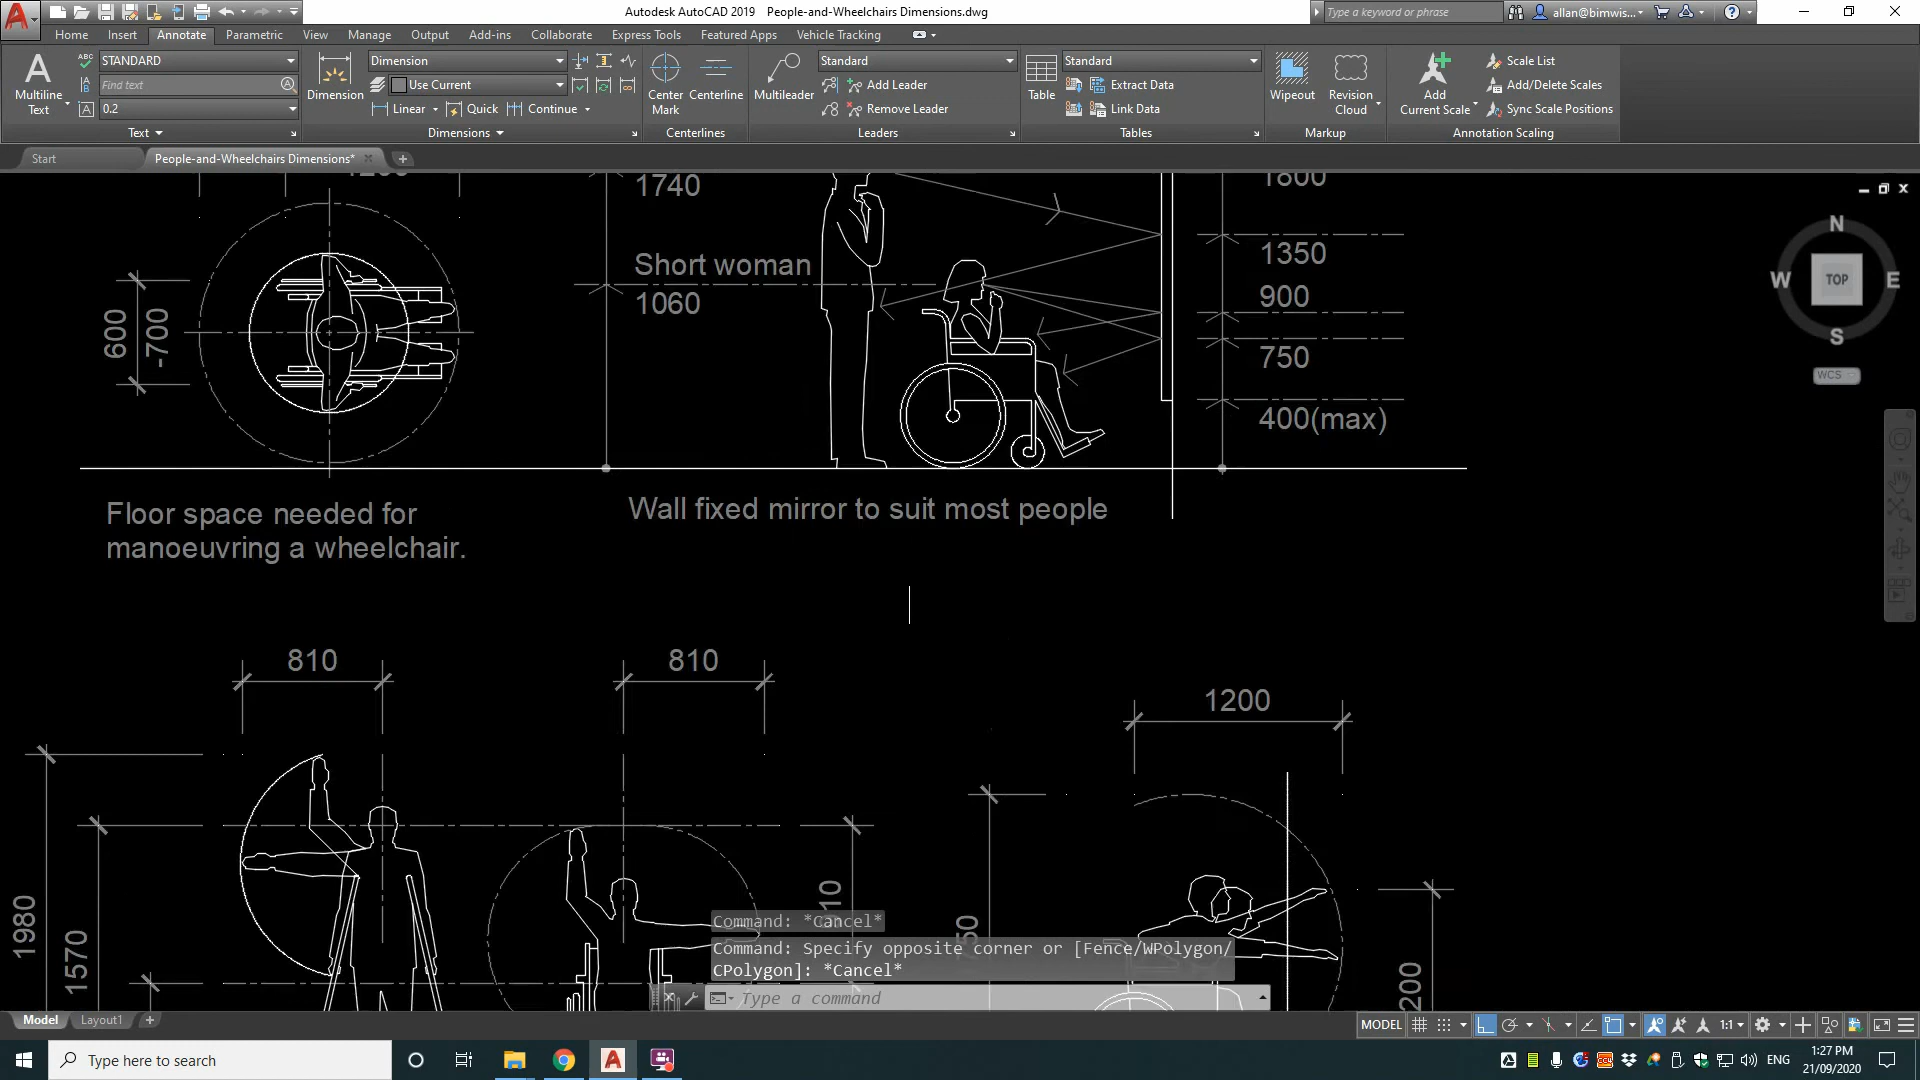 Autodesk AutoCAD 2019 People-and-Wheelchairs Dimensions.dwg
Type a keyword or phrase
allan@bimwis...
Home Insert Annotate Parametric View Manage Output Add-ins Collaborate Express Tools Featured Apps Vehicle Tracking
Multiline
Text
STANDARD
Find text
0.2
Text
Dimension
Dimension
Use Current
Linear Quick Continue
Dimensions
Center
Mark
Centerline
Centerlines
Multileader
Standard
Add Leader
Remove Leader
Leaders
Table
Standard
Extract Data
Link Data
Tables
Wipeout
Revision
Cloud
Markup
Add
Current Scale
Scale List
Add/Delete Scales
Sync Scale Positions
Annotation Scaling
Start
People-and-Wheelchairs Dimensions*
1740
Short woman
1060
1800
1350
900
750
400(max)
600
-700
Floor space needed for
manoeuvring a wheelchair.
Wall fixed mirror to suit most people
N
W
TOP
E
S
WCS
810
810
1200
1980
1570
Command: *Cancel*
Command: Specify opposite corner or [Fence/WPolygon/
CPolygon]: *Cancel*
Type a command
Model Layout1
MODEL
1:1
Type here to search
ENG
1:27 PM
21/09/2020